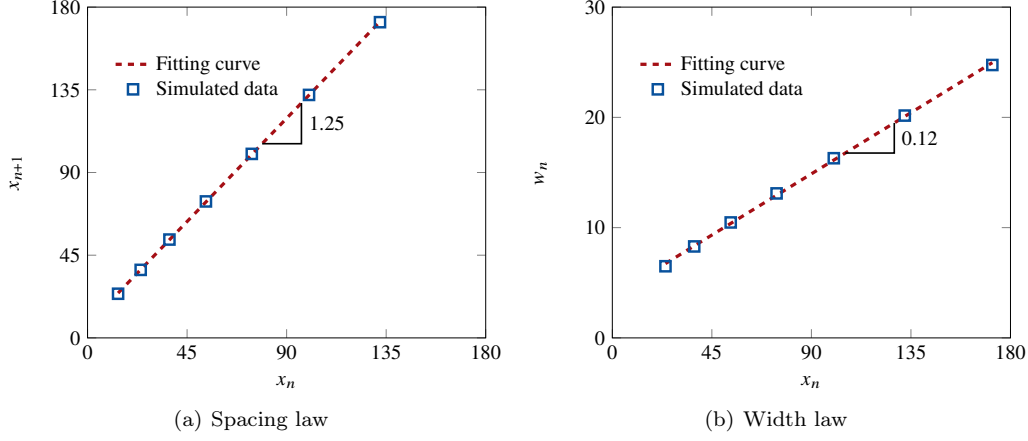 180
135
90
45
0
x_{n+1}
Fitting curve
Simulated data
1.25
0
45
90
135
180
x_n
(a) Spacing law
30
20
10
0
w_n
Fitting curve
Simulated data
0.12
0
45
90
135
180
x_n
(b) Width law